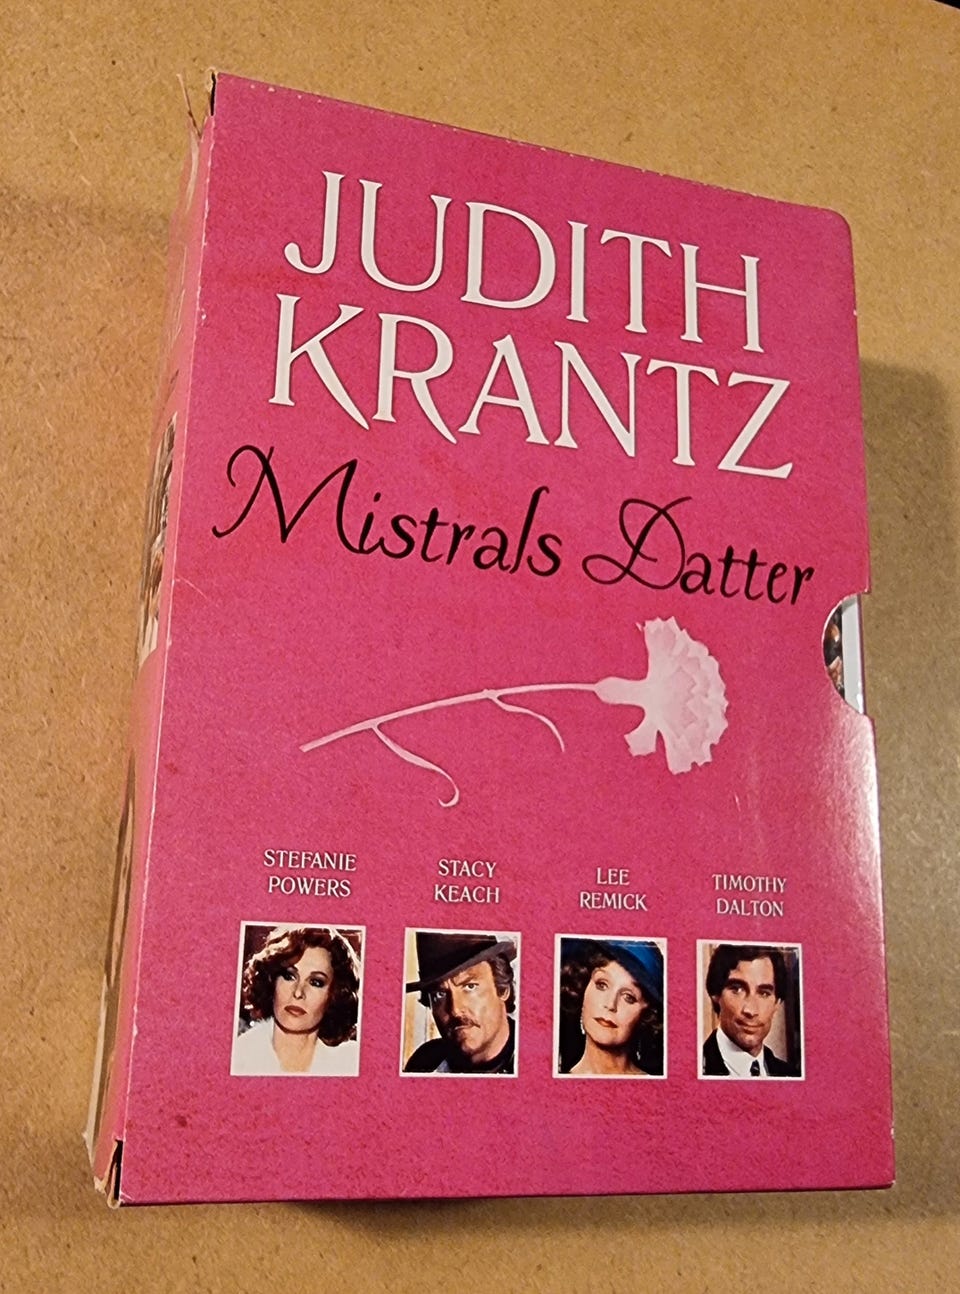 JUDITH
KRANTZ
Mistrals Datter
STEFANIE
POWERS
STACY
KEACH
LEE
REMICK
TIMOTHY
DALTON